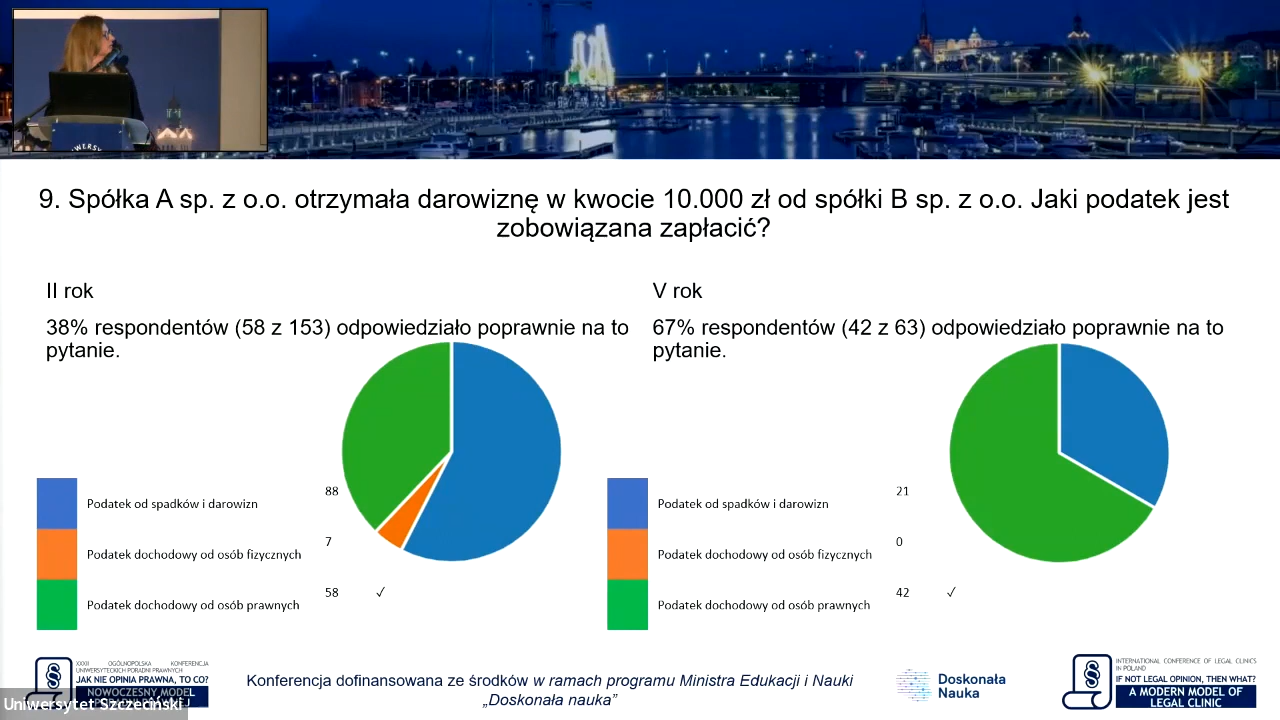 9. Spółka A sp. z o.o. otrzymała darowiznę w kwocie 10.000 zł od spółki B sp. z o.o. Jaki podatek jest
zobowiązana zapłacić?
II rok
38% respondentów (58 z 153) odpowiedziało poprawnie na to
pytanie.
88
Podatek od spadków i darowizn
7
Podatek dochodowy od osób fizycznych
58 ✓
Podatek dochodowy od osób prawnych
V rok
67% respondentów (42 z 63) odpowiedziało poprawnie na to
pytanie.
21
Podatek od spadków i darowizn
0
Podatek dochodowy od osób fizycznych
42 ✓
Podatek dochodowy od osób prawnych
XXXII OGÓLNOPOLSKA KONFERENCJA
UNIWERSYTECKICH PORADNI PRAWNYCH
JAK NIE OPINIA PRAWNA, TO CO?
NOWOCZESNY MODEL
Uniwersytet Szczeciński
Konferencja dofinansowana ze środków w ramach programu Ministra Edukacji i Nauki
„Doskonała nauka”
Doskonała
Nauka
INTERNATIONAL CONFERENCE OF LEGAL CLINICS
IN POLAND
IF NOT LEGAL OPINION, THEN WHAT?
A MODERN MODEL OF
LEGAL CLINIC